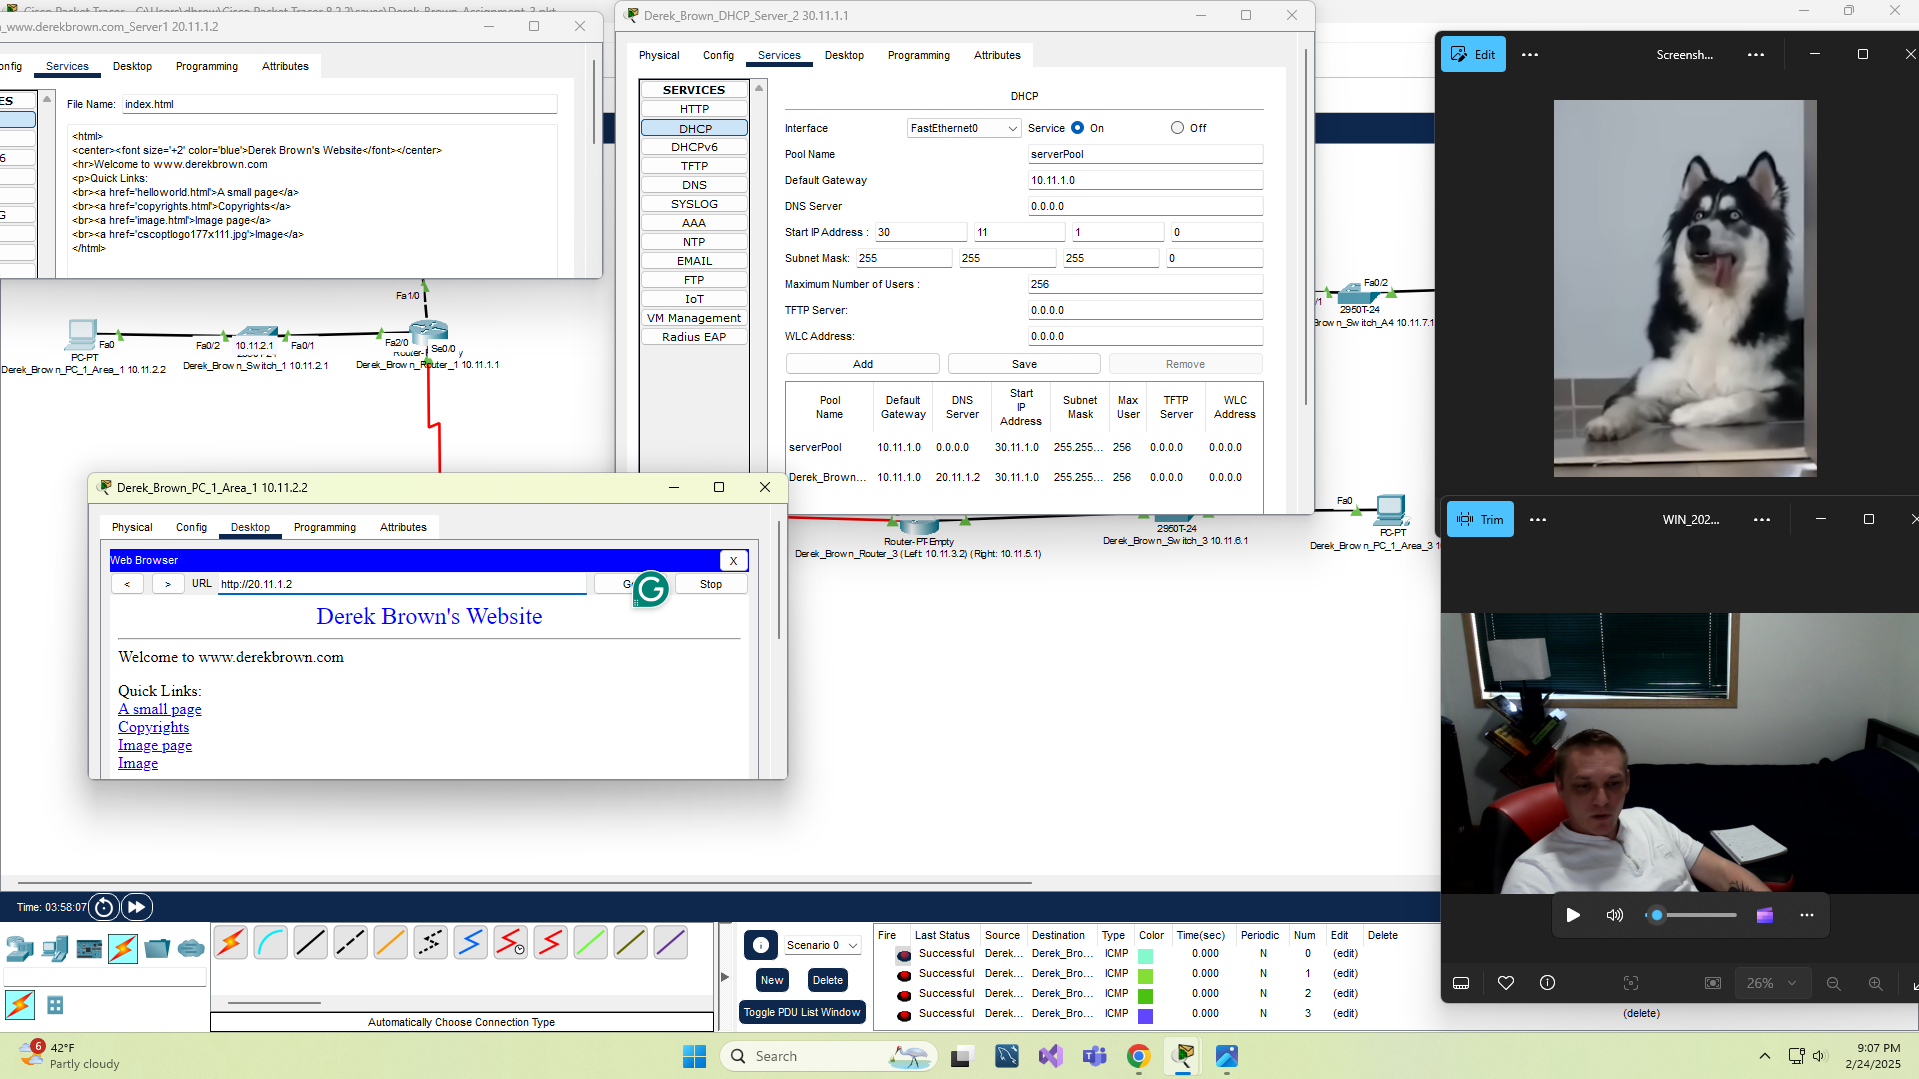 www.derekbrown.com_Server1 20.11.1.2
Services
Desktop
Programming
Attributes
File Name: index.html
<html>
<center><font size='+2' color='blue'>Derek Brown's Website</font></center>
<hr>Welcome to www.derekbrown.com
<p>Quick Links:
<br><a href='helloworld.html'>A small page</a>
<br><a href='copyrights.html'>Copyrights</a>
<br><a href='image.html'>Image page</a>
<br><a href='cscoptlogo177x111.jpg'>Image</a>
</html>
Derek_Brown_DHCP_Server_2 30.11.1.1
Physical Config Services Desktop Programming Attributes
SERVICES
HTTP
DHCP
DHCPv6
TFTP
DNS
SYSLOG
AAA
NTP
EMAIL
FTP
IoT
VM Management
Radius EAP
DHCP
Interface FastEthernet0 Service On Off
Pool Name serverPool
Default Gateway 10.11.1.0
DNS Server 0.0.0.0
Start IP Address : 30 11 1 0
Subnet Mask: 255 255 255 0
Maximum Number of Users : 256
TFTP Server: 0.0.0.0
WLC Address: 0.0.0.0
Add Save Remove
Pool Name Default Gateway DNS Server Start IP Address Subnet Mask Max User TFTP Server WLC Address
serverPool 10.11.1.0 0.0.0.0 30.11.1.0 255.255... 256 0.0.0.0 0.0.0.0
Derek_Brown... 10.11.1.0 20.11.1.2 30.11.1.0 255.255... 256 0.0.0.0 0.0.0.0
Fa1/0
Fa0 Fa0/2 10.11.2.1 Fa0/1 Fa2/0 Se0/0
PC-PT
Derek_Brown_PC_1_Area_1 10.11.2.2
Derek_Brown_Switch_1 10.11.2.1
Derek_Brown_Router_1 10.11.1.1
Fa0/2
2950T-24
Brown_Switch_A4 10.11.7.1
Router-PT-Empty
Derek_Brown_Router_3 (Left: 10.11.3.2) (Right: 10.11.5.1)
2950T-24
Derek_Brown_Switch_3 10.11.6.1
Fa0
PC-PT
Derek_Brown_PC_1_Area_3
Derek_Brown_PC_1_Area_1 10.11.2.2
Physical Config Desktop Programming Attributes
Web Browser X
< > URL http://20.11.1.2 Stop
Derek Brown's Website
Welcome to www.derekbrown.com
Quick Links:
A small page
Copyrights
Image page
Image
Edit Screensh...
Trim WIN_202...
26%
Time: 03:58:07
Automatically Choose Connection Type
Scenario 0
New Delete
Toggle PDU List Window
Fire Last Status Source Destination Type Color Time(sec) Periodic Num Edit Delete
Successful Derek... Derek_Bro... ICMP 0.000 N 0 (edit)
Successful Derek... Derek_Bro... ICMP 0.000 N 1 (edit)
Successful Derek... Derek_Bro... ICMP 0.000 N 2 (edit)
Successful Derek... Derek_Bro... ICMP 0.000 N 3 (edit) (delete)
6
42°F
Partly cloudy
Search
9:07 PM
2/24/2025